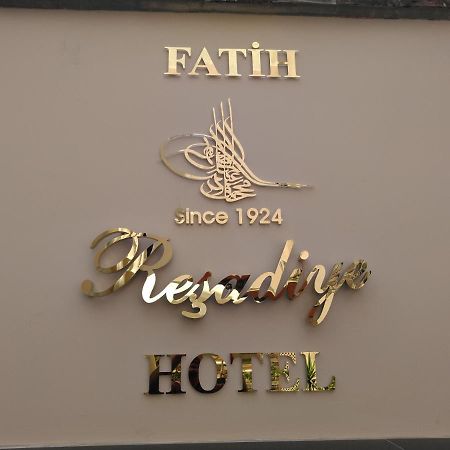 FATİH
Since 1924
Reşadiye
HOTEL